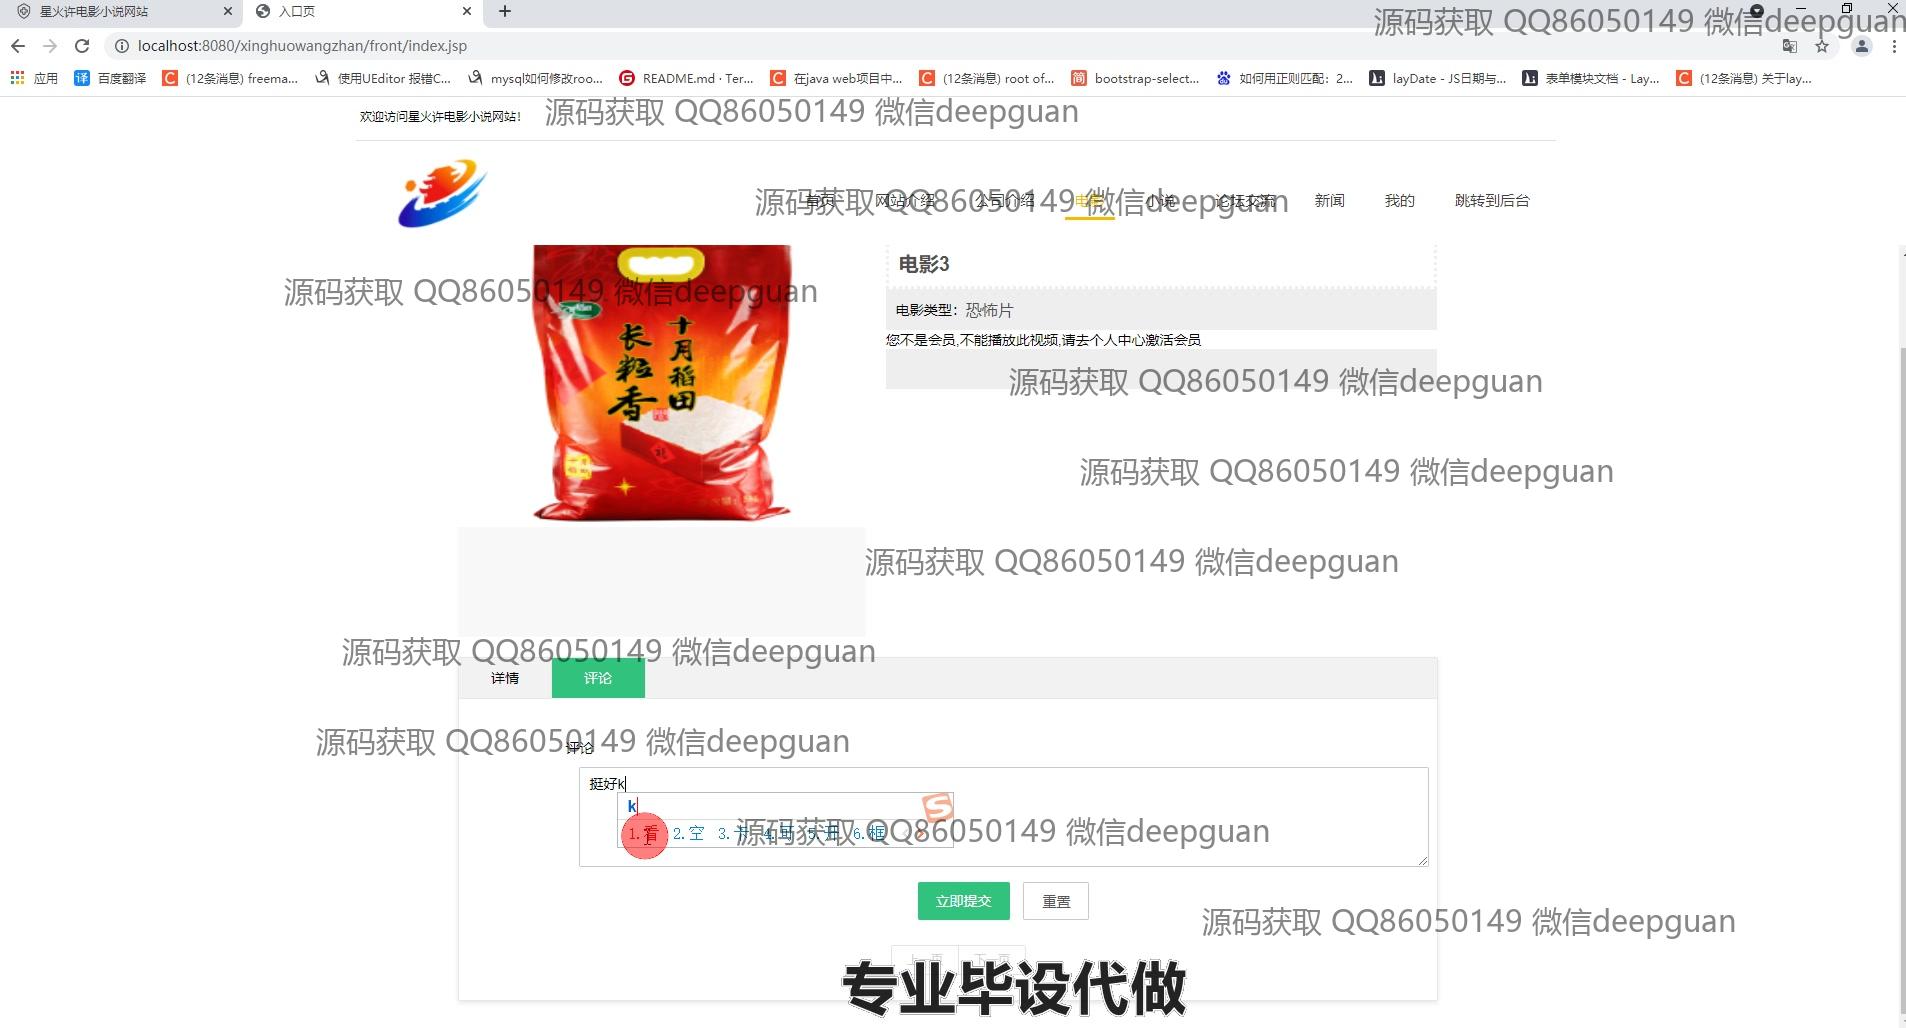 星火许电影小说网站
入口页
源码获取 QQ86050149 微信deepguan
localhost:8080/xinghuowangzhan/front/index.jsp
应用
百度翻译
(12条消息) freema...
使用UEditor 报错C...
mysql如何修改roo...
README.md · Ter...
在java web项目中...
(12条消息) root of...
bootstrap-select...
如何用正则匹配：2...
layDate - JS日期与...
表单模块文档 - Lay...
(12条消息) 关于lay...
欢迎访问星火许电影小说网站!
源码获取 QQ86050149 微信deepguan
首页
网站介绍
公司介绍
电影
小说
论坛交流
新闻
我的
跳转到后台
源码获取 QQ86050149 微信deepguan
电影3
源码获取 QQ86050149 微信deepguan
电影类型：恐怖片
您不是会员,不能播放此视频,请去个人中心激活会员
十月稻田
长粒香
源码获取 QQ86050149 微信deepguan
源码获取 QQ86050149 微信deepguan
源码获取 QQ86050149 微信deepguan
源码获取 QQ86050149 微信deepguan
详情
评论
源码获取 QQ86050149 微信deepguan
评论
挺好k
k
1.看 2.空 3.卡 4.可 5.开 6.框
源码获取 QQ86050149 微信deepguan
立即提交
重置
源码获取 QQ86050149 微信deepguan
上一页
下一页
专业毕设代做